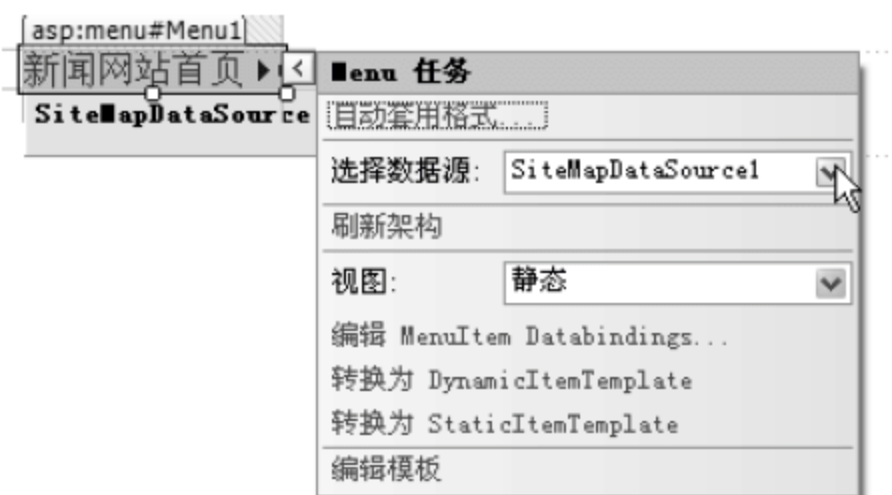 asp:menu#Menu1
新闻网站首页
SiteMapDataSource
Menu 任务
自动套用格式...
选择数据源: SiteMapDataSource1
刷新架构
视图: 静态
编辑 MenuItem Databindings...
转换为 DynamicItemTemplate
转换为 StaticItemTemplate
编辑模板